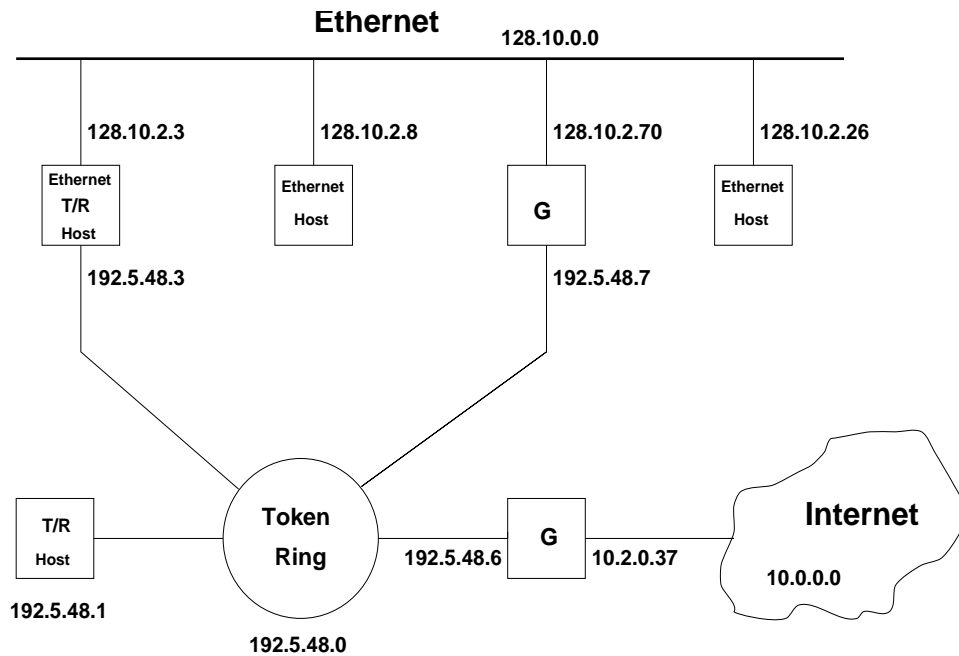 Ethernet
128.10.0.0
128.10.2.3
128.10.2.8
128.10.2.70
128.10.2.26
Ethernet
T/R
Host
Ethernet
Host
G
Ethernet
Host
192.5.48.3
192.5.48.7
T/R
Host
192.5.48.1
Token
Ring
192.5.48.0
192.5.48.6
G
10.2.0.37
Internet
10.0.0.0